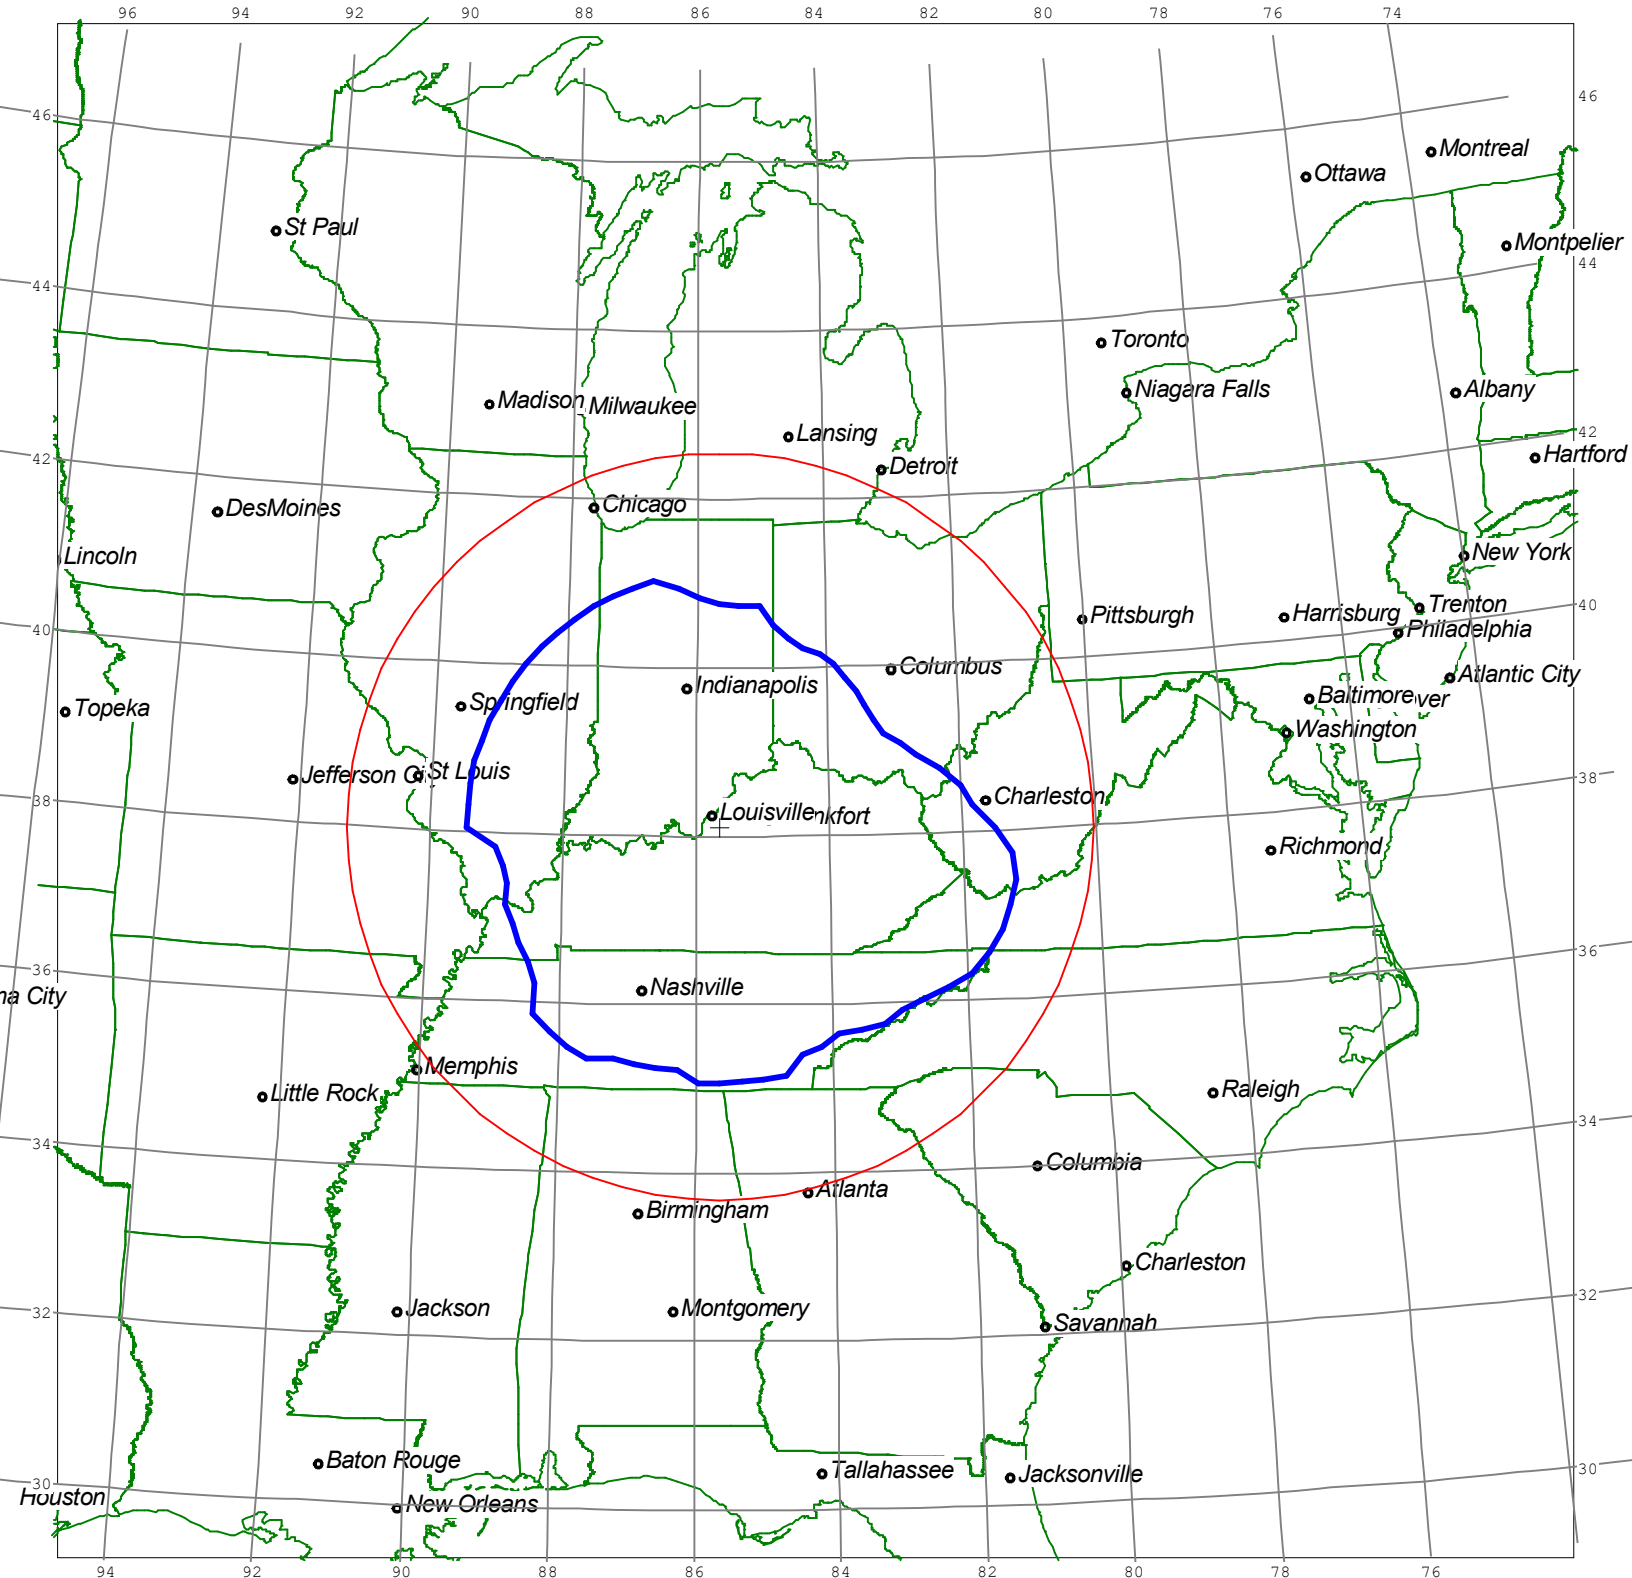 96 94 92 90 88 86 84 82 80 78 76 74
46 46
Montreal
Ottawa
St Paul
Montpelier
44 44
Toronto
Madison Milwaukee Niagara Falls Albany
Lansing
42 42
Detroit Hartford
Chicago
DesMoines
Lincoln New York
40 Pittsburgh Harrisburg Trenton 40
Philadelphia
Columbus
Indianapolis Atlantic City
Topeka Springfield Baltimore ver
Washington
Jefferson Ci St Louis 38
38 Charleston
Louisville nkfort
Richmond
36 36
Nashville
na City
Memphis
Little Rock Raleigh
34 34
Columbia
Atlanta
Birmingham
Charleston
32 Jackson Montgomery 32
Savannah
Baton Rouge
Tallahassee Jacksonville 30
30
Houston New Orleans
94 92 90 88 86 84 82 80 78 76